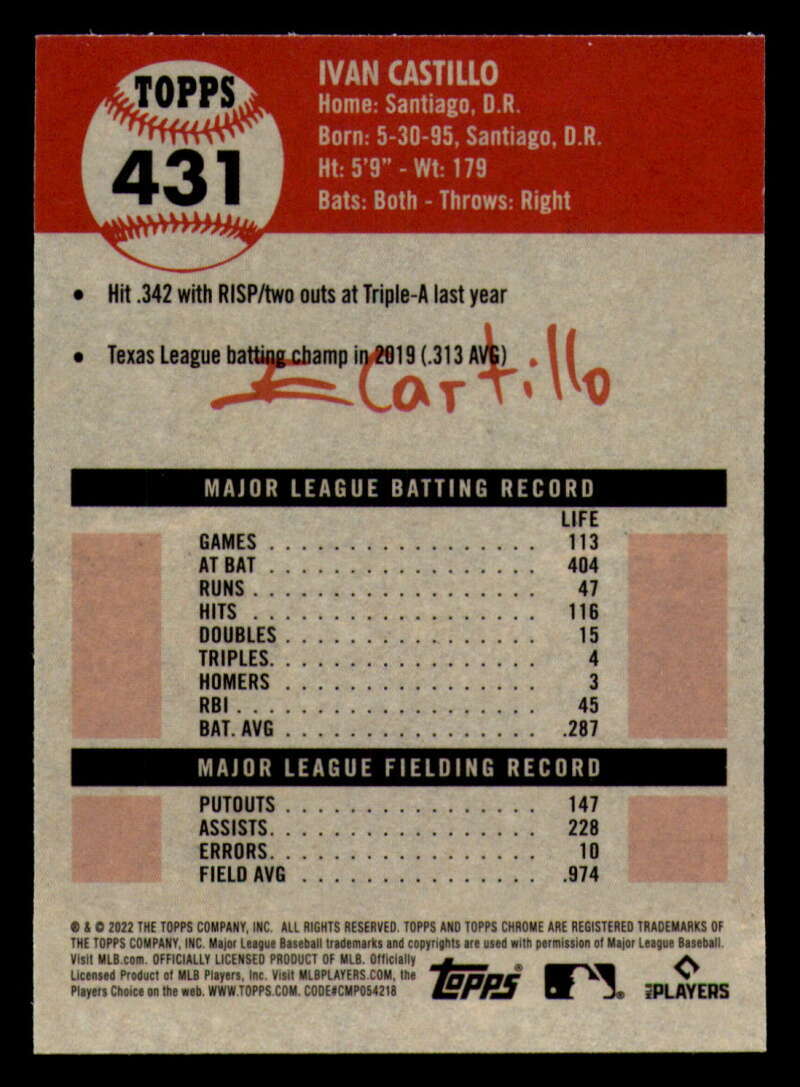 TOPPS
431
IVAN CASTILLO
Home: Santiago, D.R.
Born: 5-30-95, Santiago, D.R.
Ht: 5'9" - Wt: 179
Bats: Both - Throws: Right
• Hit .342 with RISP/two outs at Triple-A last year
• Texas League batting champ in 2019 (.313 AVG)
I Castillo
MAJOR LEAGUE BATTING RECORD
LIFE
GAMES . . . . . . . . . . . . . . . . . 113
AT BAT . . . . . . . . . . . . . . . . . 404
RUNS . . . . . . . . . . . . . . . . . . 47
HITS . . . . . . . . . . . . . . . . . . 116
DOUBLES . . . . . . . . . . . . . . . . 15
TRIPLES. . . . . . . . . . . . . . . . . 4
HOMERS . . . . . . . . . . . . . . . . 3
RBI . . . . . . . . . . . . . . . . . . . 45
BAT. AVG . . . . . . . . . . . . . . . . .287
MAJOR LEAGUE FIELDING RECORD
PUTOUTS . . . . . . . . . . . . . . . . 147
ASSISTS. . . . . . . . . . . . . . . . . 228
ERRORS. . . . . . . . . . . . . . . . . 10
FIELD AVG . . . . . . . . . . . . . . . .974
® & © 2022 THE TOPPS COMPANY, INC. ALL RIGHTS RESERVED. TOPPS AND TOPPS CHROME ARE REGISTERED TRADEMARKS OF
THE TOPPS COMPANY, INC. Major League Baseball trademarks and copyrights are used with permission of Major League Baseball.
Visit MLB.com. OFFICIALLY LICENSED PRODUCT OF MLB. Officially
Licensed Product of MLB Players, Inc. Visit MLBPLAYERS.COM, the
Players Choice on the web. WWW.TOPPS.COM. CODE#CMP054218
Topps®
MLB PLAYERS